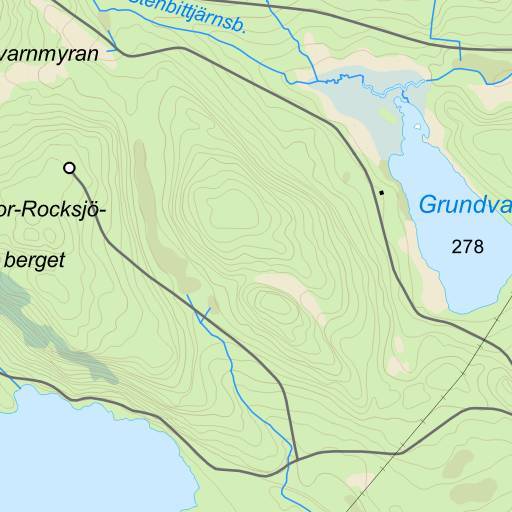 stenbittjärnsb.
varnmyran
or-Rocksjö-
berget
Grundva
278